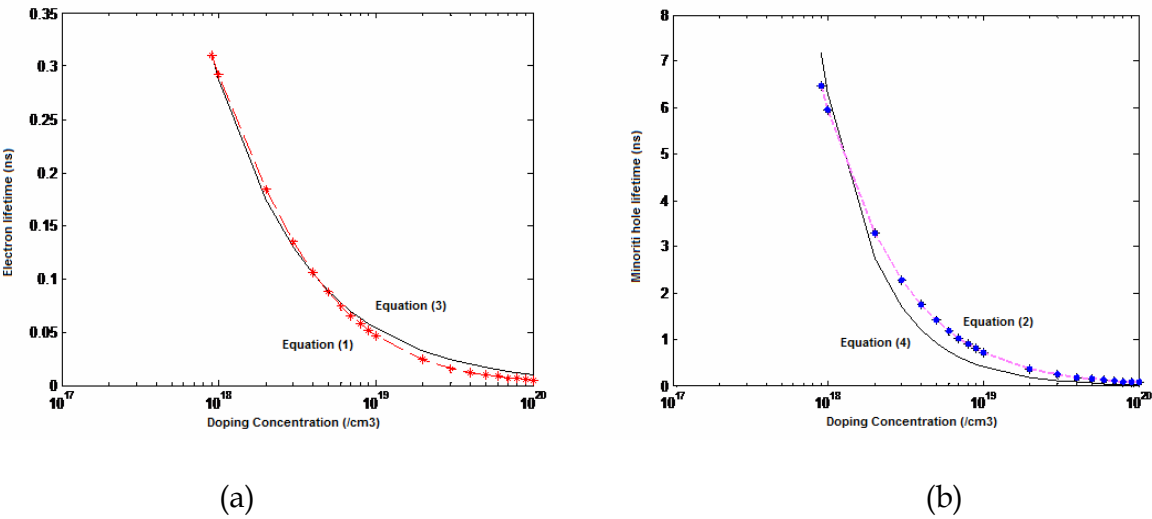 0.35
0.3
0.25
0.2
0.15
0.1
0.05
0
Electron lifetime (ns)
Equation (3)
Equation (1)
10^17
10^18
10^19
10^20
Doping Concentration (/cm3)
(a)
8
7
6
5
4
3
2
1
0
Minoriti hole lifetime (ns)
Equation (2)
Equation (4)
10^17
10^18
10^19
10^20
Doping Concentration (/cm3)
(b)